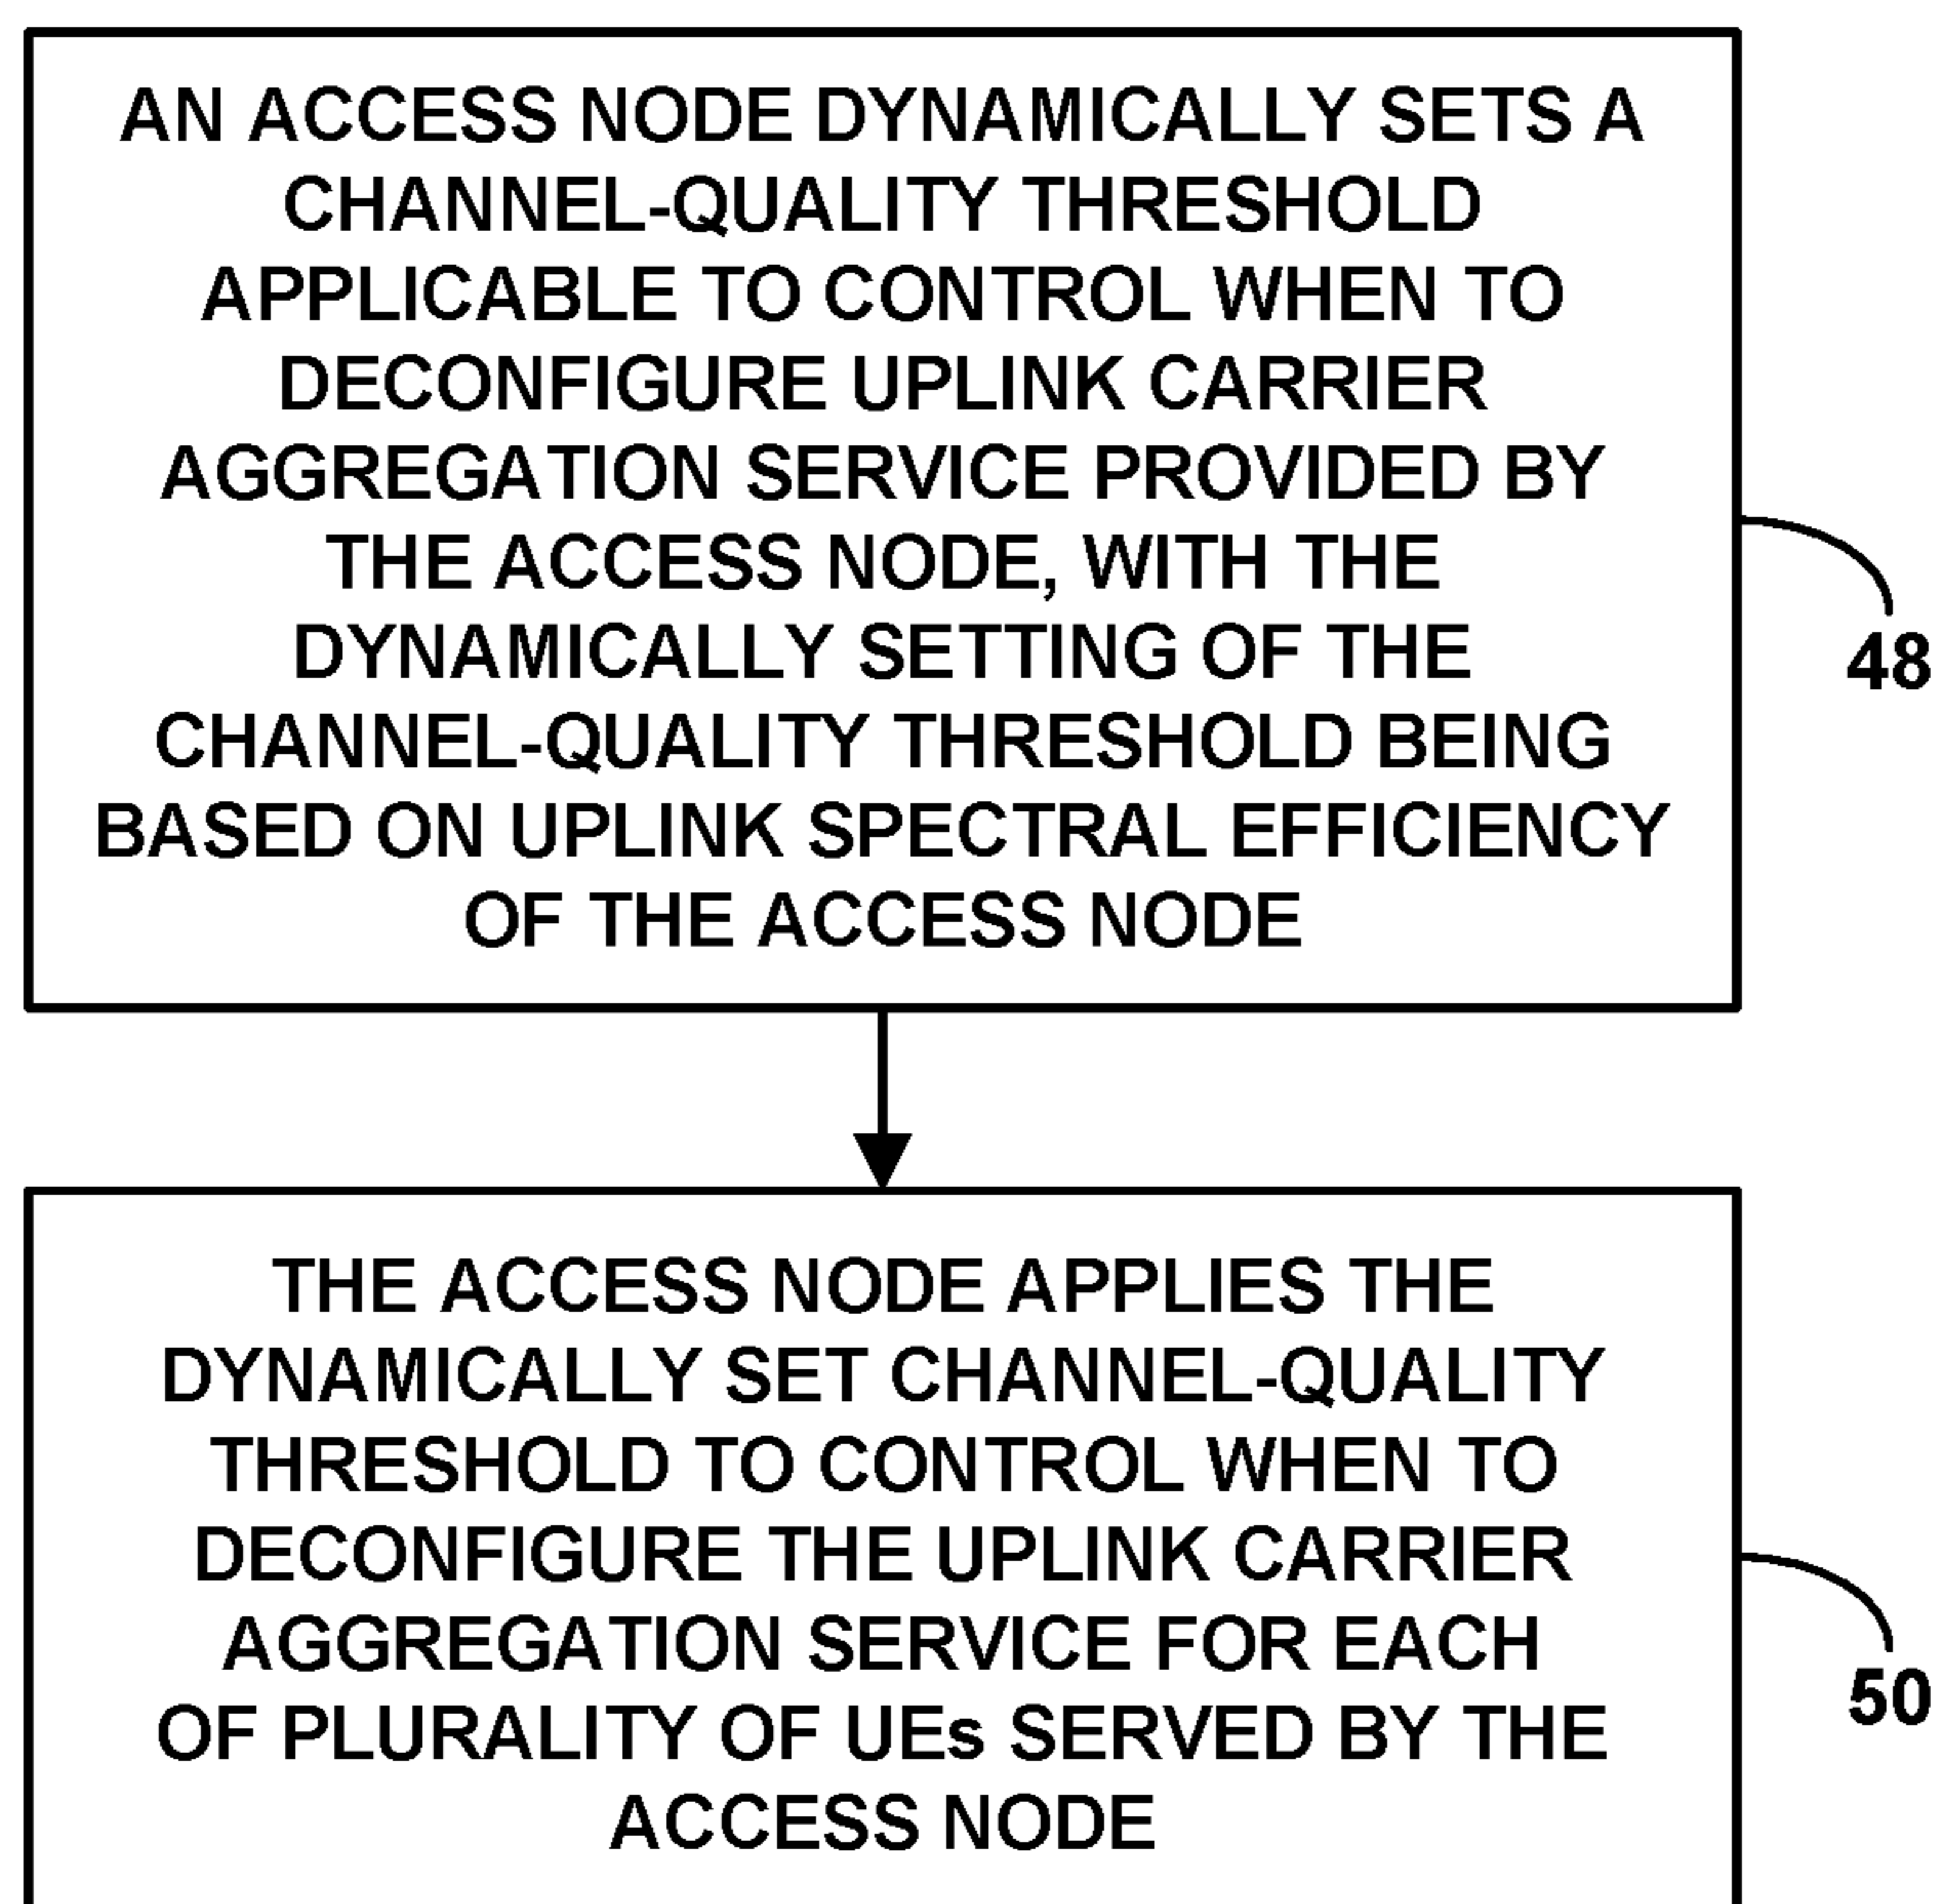 AN ACCESS NODE DYNAMICALLY SETS A
CHANNEL-QUALITY THRESHOLD
APPLICABLE TO CONTROL WHEN TO
DECONFIGURE UPLINK CARRIER
AGGREGATION SERVICE PROVIDED BY
THE ACCESS NODE, WITH THE
DYNAMICALLY SETTING OF THE
CHANNEL-QUALITY THRESHOLD BEING
BASED ON UPLINK SPECTRAL EFFICIENCY
OF THE ACCESS NODE
48
THE ACCESS NODE APPLIES THE
DYNAMICALLY SET CHANNEL-QUALITY
THRESHOLD TO CONTROL WHEN TO
DECONFIGURE THE UPLINK CARRIER
AGGREGATION SERVICE FOR EACH
OF PLURALITY OF UEs SERVED BY THE
ACCESS NODE
50